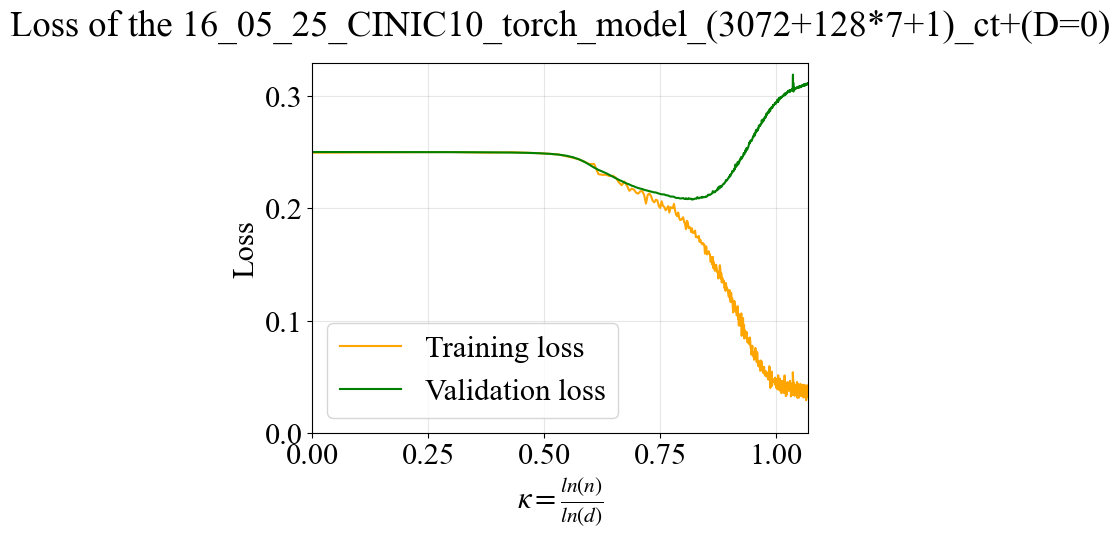 Loss of the 16_05_25_CINIC10_torch_model_(3072+128*7+1)_ct+(D=0)
0.3
0.2
0.1
0.0
Loss
Training loss
Validation loss
0.00 0.25 0.50 0.75 1.00
κ = ln(n)/ln(d)